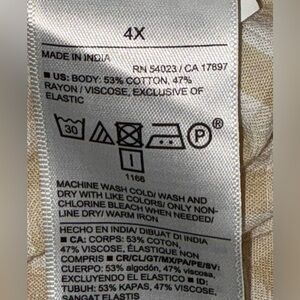 4X
MADE IN INDIA
RN 54023 / CA 17897
■ US: BODY: 53% COTTON, 47%
RAYON / VISCOSE, EXCLUSIVE OF
ELASTIC
30 P®
1166
MACHINE WASH COLD/ WASH AND
DRY WITH LIKE COLORS/ ONLY NON-
CHLORINE BLEACH WHEN NEEDED/
LINE DRY/ WARM IRON
HECHO EN INDIA/ DIBUAT DI INDIA
■ CA: CORPS: 53% COTON,
47% VISCOSE, ÉLASTIQUE NON
COMPRIS ■ CR/CL/GT/MX/PA/PE/SV:
CUERPO: 53% algodón, 47% viscosa,
EXCLUYENDO EL ELASTICO ■ ID:
TUBUH: 53% KAPAS, 47% VISCOSE,
SANGAT ELASTIS